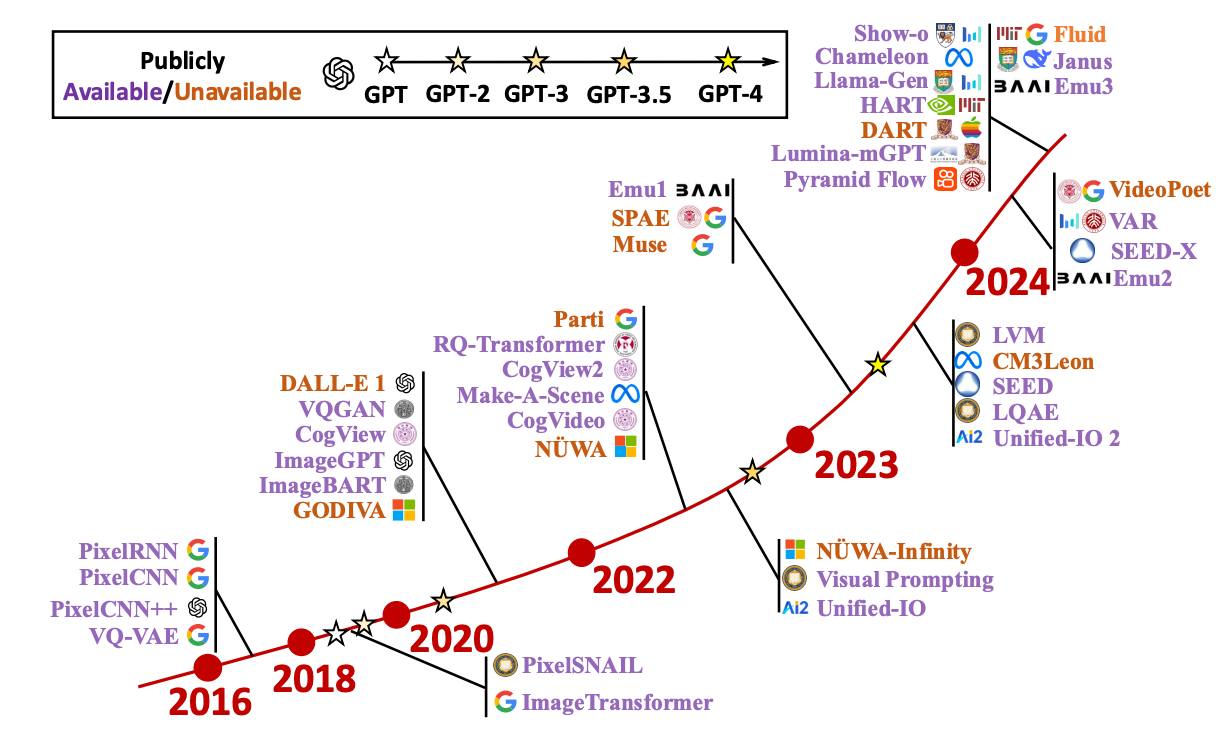 Publicly
Available/Unavailable
GPT
GPT-2
GPT-3
GPT-3.5
GPT-4
Show-o
Chameleon
Llama-Gen
HART
MIT
DART
Lumina-mGPT
Pyramid Flow
MIT
Fluid
Janus
BAAI
Emu3
Emu1
BAAI
SPAE
Muse
VideoPoet
VAR
SEED-X
BAAI
Emu2
2024
Parti
RQ-Transformer
CogView2
Make-A-Scene
CogVideo
NÜWA
LVM
CM3Leon
SEED
LQAE
Ai2 Unified-IO 2
DALL-E 1
VQGAN
CogView
ImageGPT
ImageBART
GODIVA
2023
PixelRNN
PixelCNN
PixelCNN++
VQ-VAE
NÜWA-Infinity
Visual Prompting
Ai2 Unified-IO
2022
2020
2018
2016
PixelSNAIL
ImageTransformer